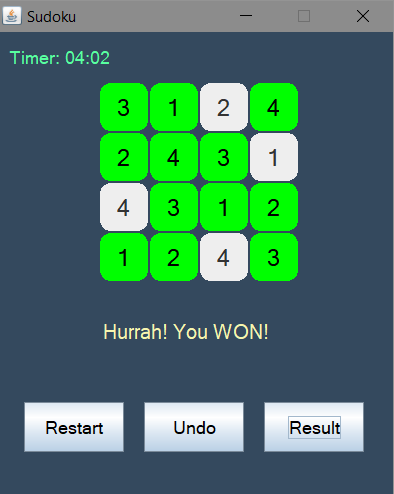 Sudoku
Timer: 04:02
3 1 2 4
2 4 3 1
4 3 1 2
1 2 4 3
Hurrah! You WON!
Restart Undo Result